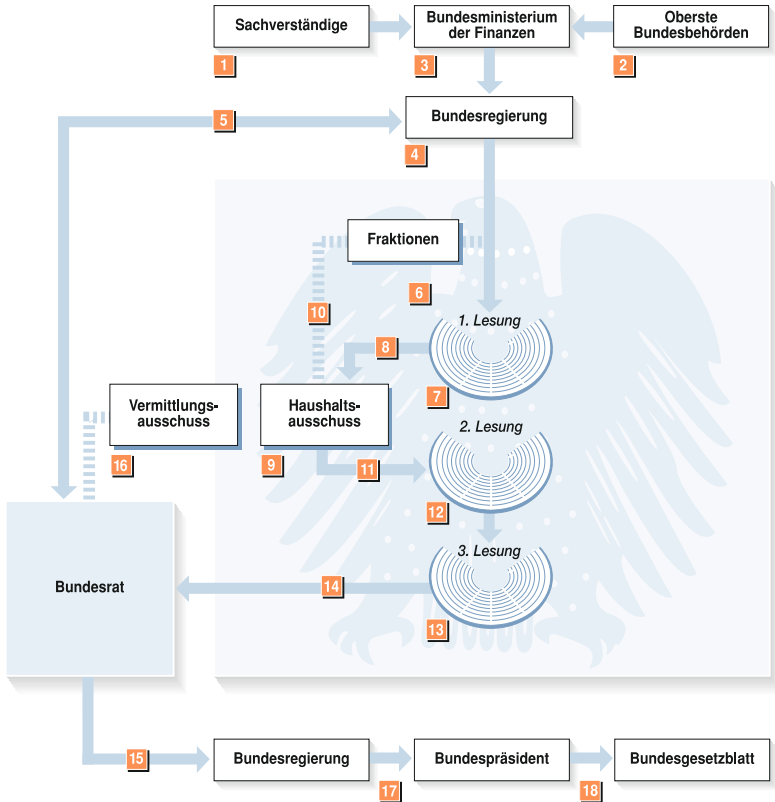 Sachverständige
Bundesministerium
der Finanzen
Oberste
Bundesbehörden
1
3
2
Bundesregierung
5
4
Fraktionen
6
10
1. Lesung
8
7
Vermittlungs-
ausschuss
Haushalts-
ausschuss
2. Lesung
16
9
11
12
3. Lesung
Bundesrat
14
13
15
Bundesregierung
Bundespräsident
Bundesgesetzblatt
17
18